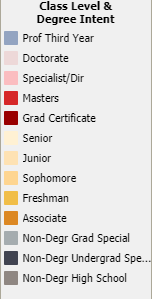 Class Level &
Degree Intent
Prof Third Year
Doctorate
Specialist/Dir
Masters
Grad Certificate
Senior
Junior
Sophomore
Freshman
Associate
Non-Degr Grad Special
Non-Degr Undergrad Spe...
Non-Degr High School